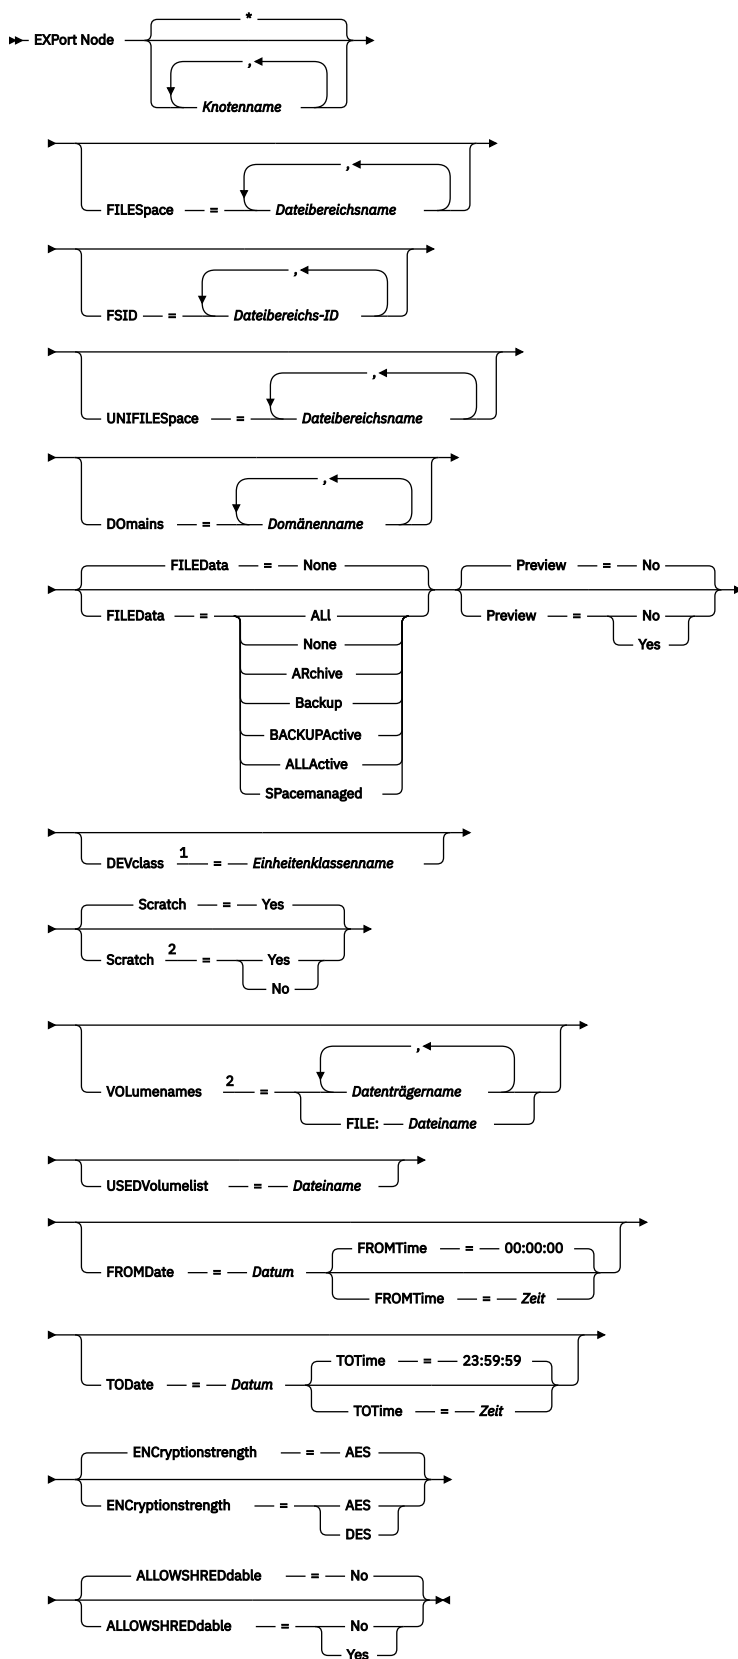 *
EXPort Node
,
Knotenname
,
FILESpace = Dateibereichsname
,
FSID = Dateibereichs-ID
,
UNIFILESpace = Dateibereichsname
,
DOmains = Domänenname
FILEData = None Preview = No
FILEData = ALl Preview = No
None Yes
ARchive
Backup
BACKUPActive
ALLActive
SPacemanaged
DEVclass 1 = Einheitenklassenname
Scratch = Yes
Scratch 2 = Yes
No
,
VOLumenames 2 = Datenträgername
FILE: Dateiname
USEDVolumelist = Dateiname
FROMTime = 00:00:00
FROMDate = Datum
FROMTime = Zeit
TOTime = 23:59:59
TODate = Datum
TOTime = Zeit
ENCryptionstrength = AES
ENCryptionstrength = AES
DES
ALLOWSHREDdable = No
ALLOWSHREDdable = No
Yes